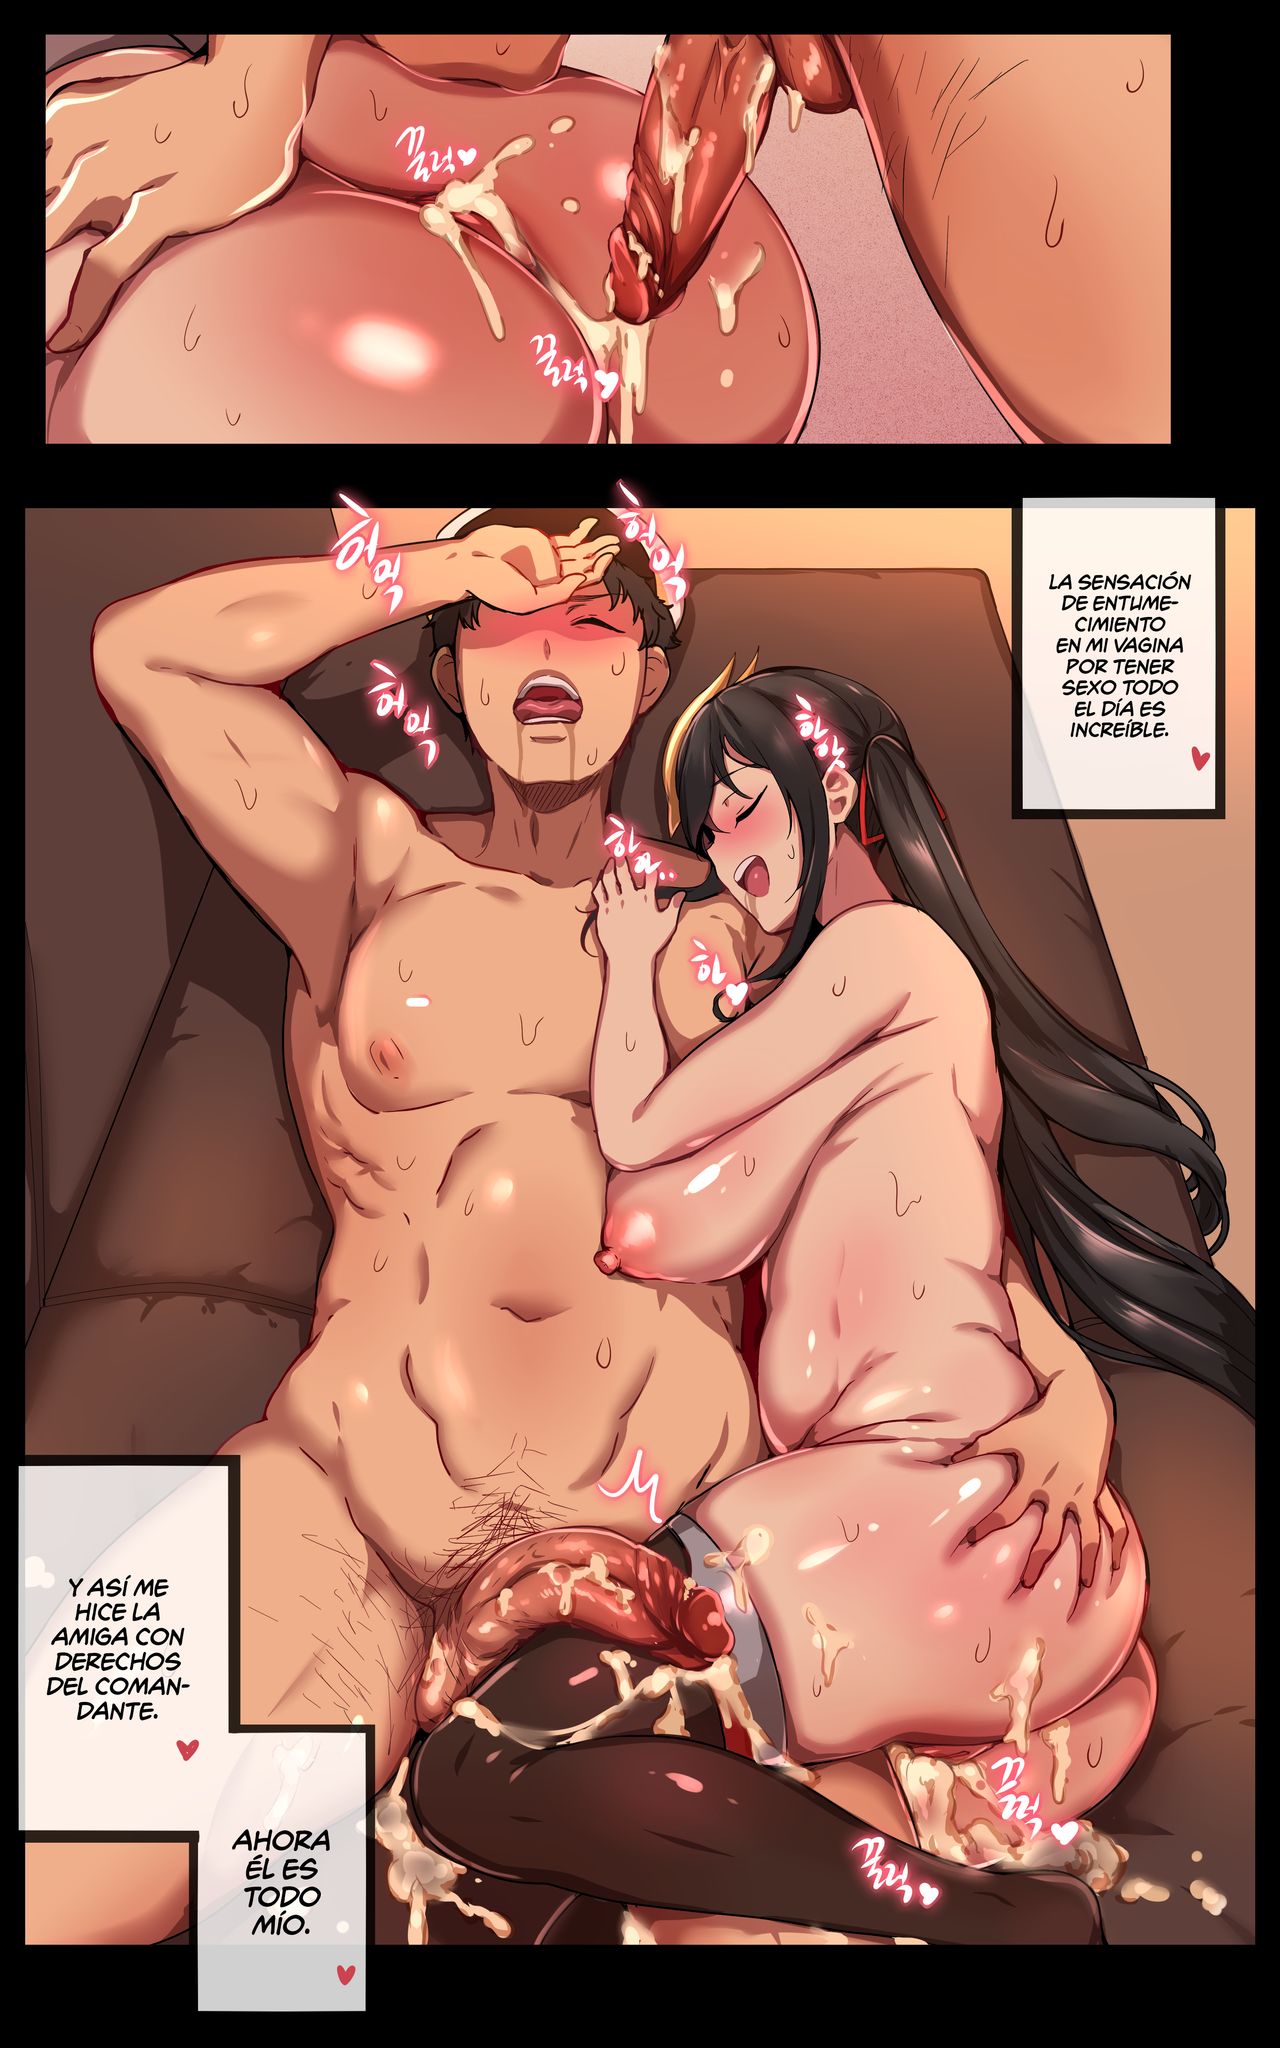 꿀럭♥
꿀럭♥
허억
허억
허억
하앗
하아..
하♥
LA SENSACIÓN
DE ENTUME-
CIMIENTO
EN MI VAGINA
POR TENER
SEXO TODO
EL DÍA ES
INCREÍBLE.
♥
Y ASÍ ME
HICE LA
AMIGA CON
DERECHOS
DEL COMAN-
DANTE.
♥
AHORA
ÉL ES
TODO
MÍO.
♥
꿀럭♥
꿀럭♥